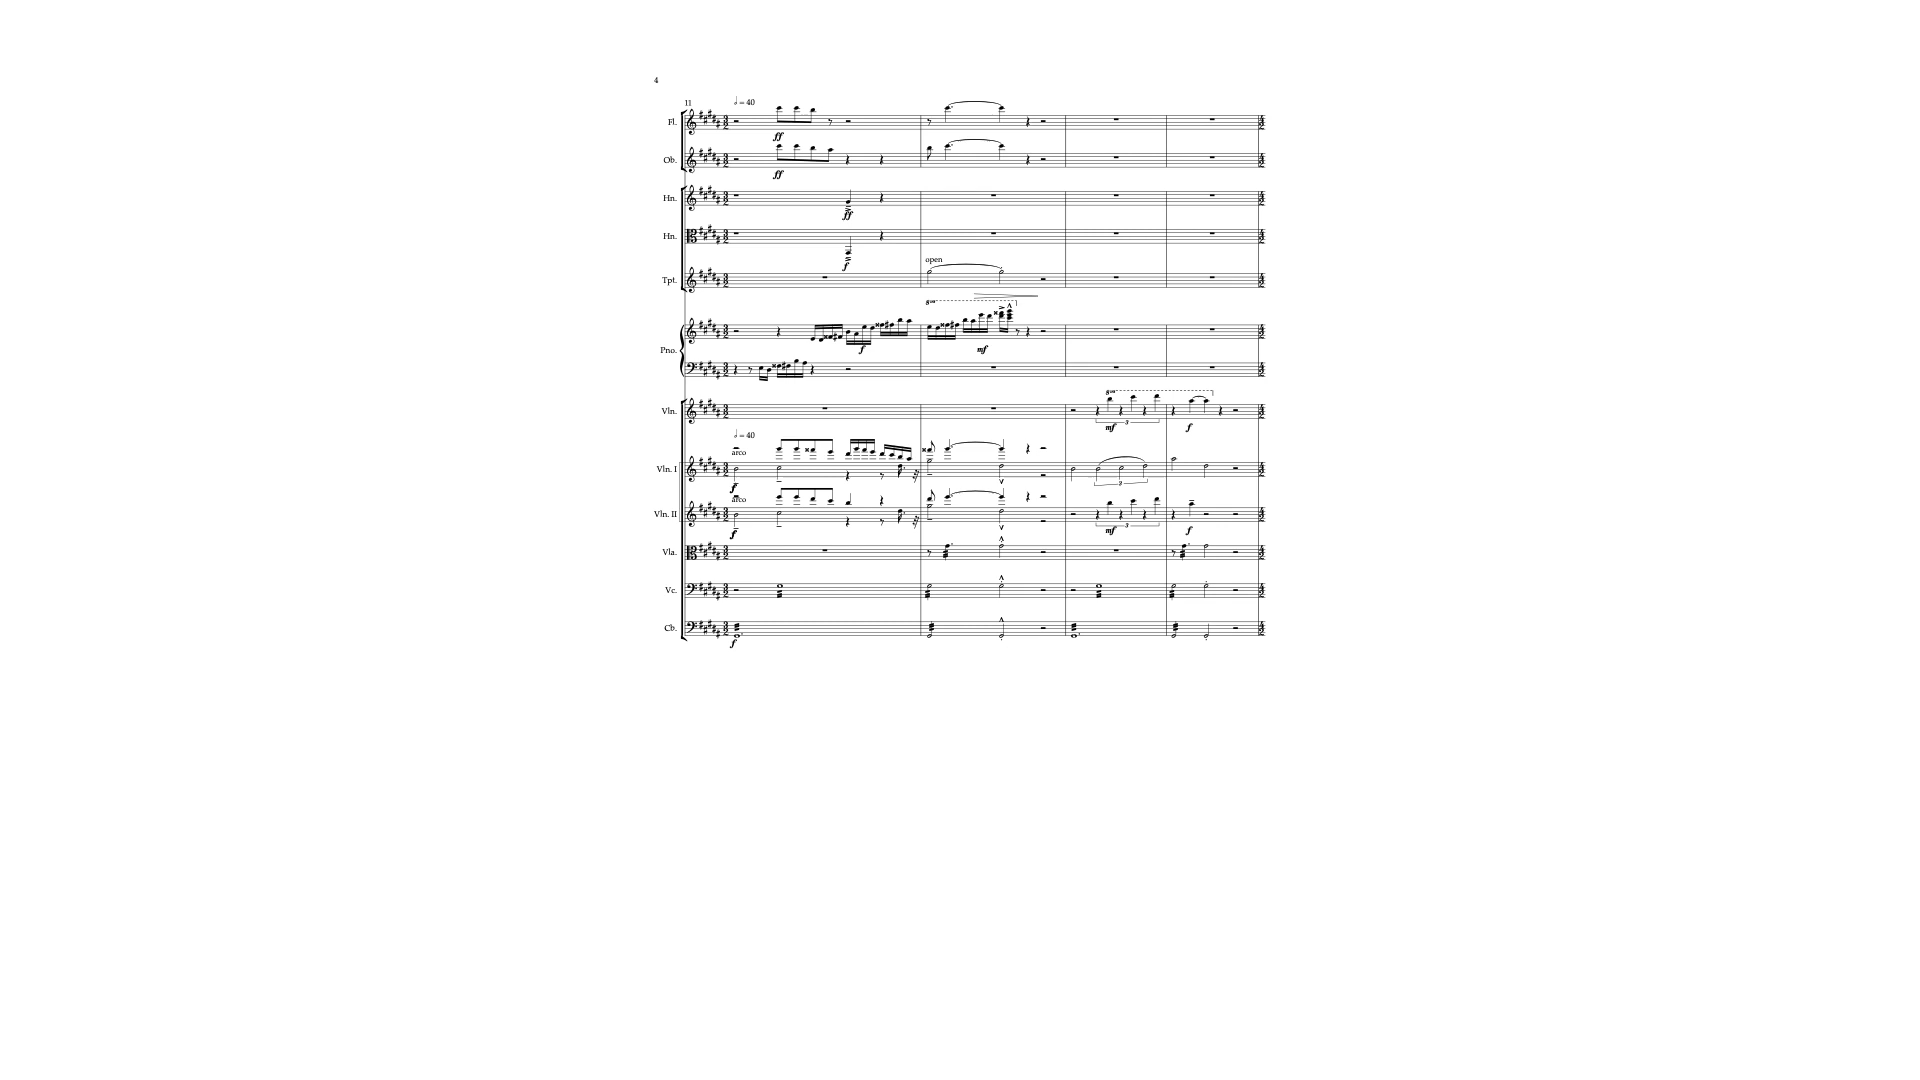 4
11
𝅗𝅥 = 40
Fl.
ff
Ob.
ff
Hn.
ff
Hn.
f
open
Tpt.
8va
Pno.
f
mf
8va
Vln.
mf
3
f
𝅗𝅥 = 40
arco
Vln. I
f
3
arco
Vln. II
f
mf
3
f
Vla.
Vc.
Cb.
f